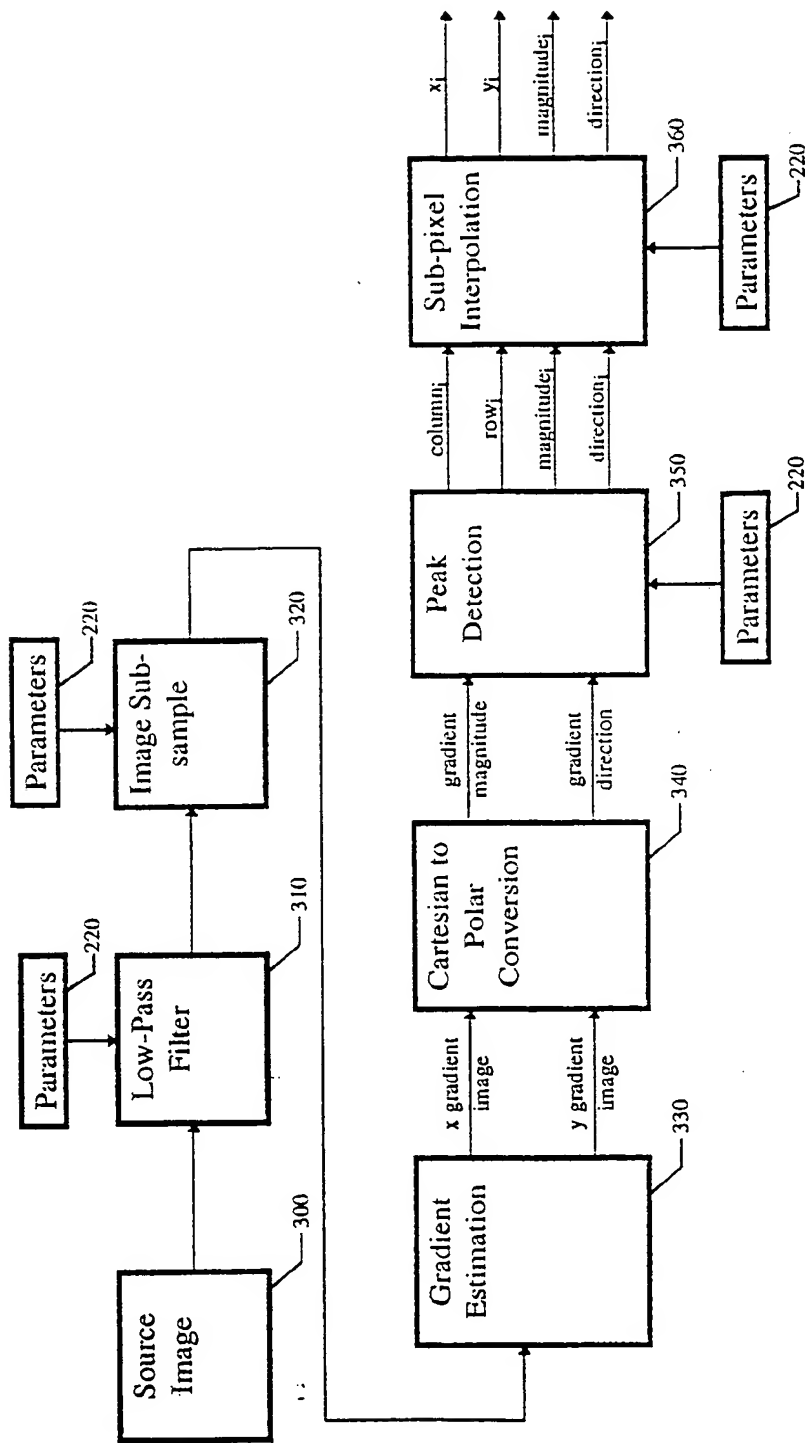 Parameters
220
Parameters
220
Source
Image
300
Low-Pass
Filter
310
Image Sub-
sample
320
Gradient
Estimation
330
x gradient
image
y gradient
image
Cartesian to
Polar
Conversion
340
gradient
magnitude
gradient
direction
Peak
Detection
350
Parameters
220
column_i
row_i
magnitude_i
direction_i
Sub-pixel
Interpolation
360
Parameters
220
x_i
y_i
magnitude_i
direction_i